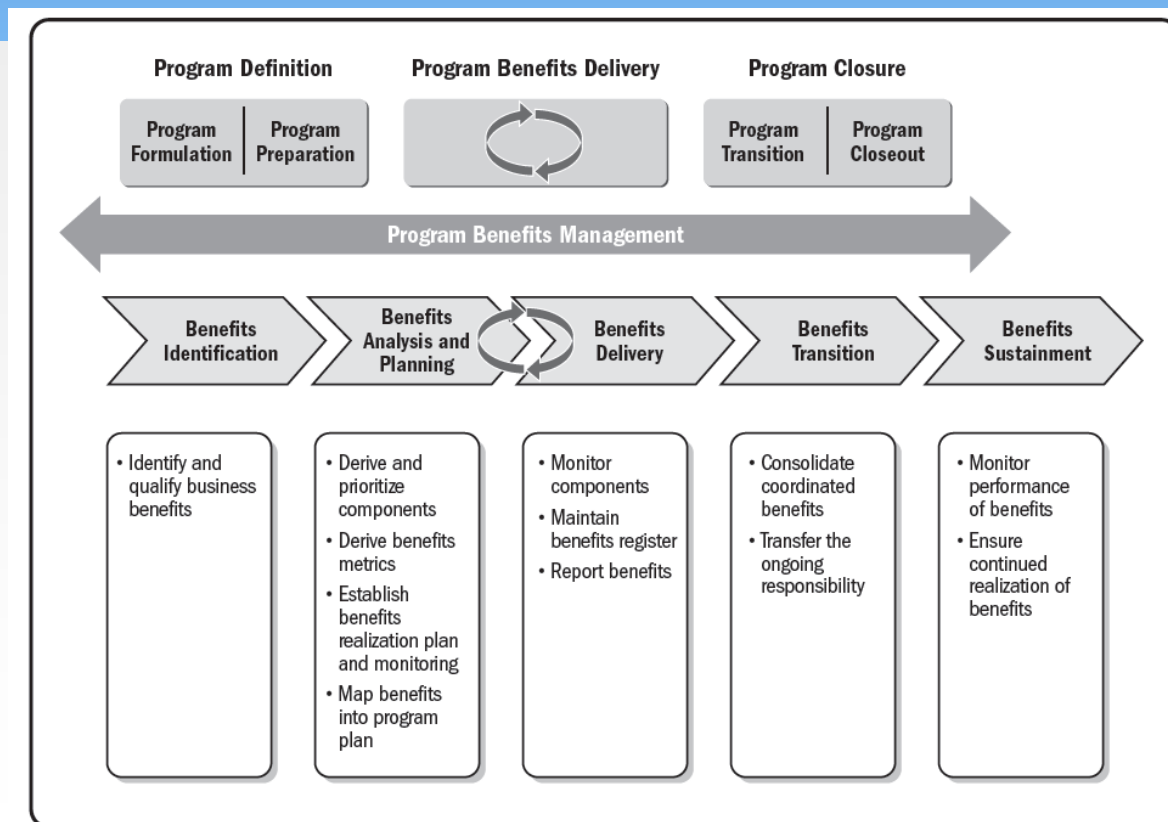 Program Definition
Program Benefits Delivery
Program Closure
Program
Formulation
Program
Preparation
Program
Transition
Program
Closeout
Program Benefits Management
Benefits
Identification
Benefits
Analysis and
Planning
Benefits
Delivery
Benefits
Transition
Benefits
Sustainment
• Identify and
qualify business
benefits
• Derive and
prioritize
components
• Derive benefits
metrics
• Establish
benefits
realization plan
and monitoring
• Map benefits
into program
plan
• Monitor
components
• Maintain
benefits register
• Report benefits
• Consolidate
coordinated
benefits
• Transfer the
ongoing
responsibility
• Monitor
performance
of benefits
• Ensure
continued
realization of
benefits